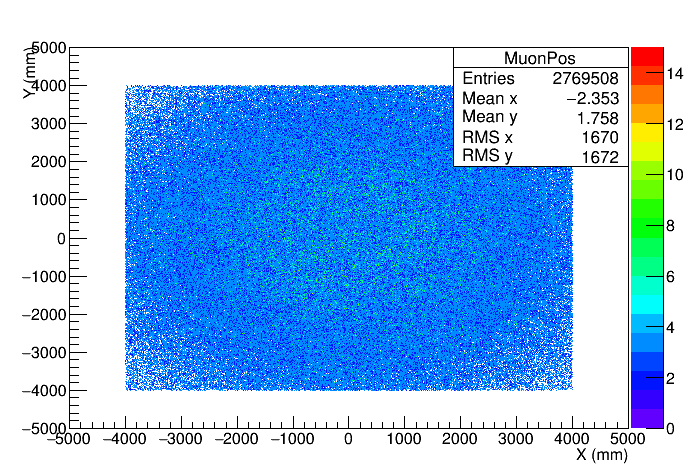 MuonPos
Entries 2769508
Mean x −2.353
Mean y 1.758
RMS x 1670
RMS y 1672
Y (mm)
5000
4000
3000
2000
1000
0
−1000
−2000
−3000
−4000
−5000
−5000 −4000 −3000 −2000 −1000 0 1000 2000 3000 4000 5000
X (mm)
14
12
10
8
6
4
2
0